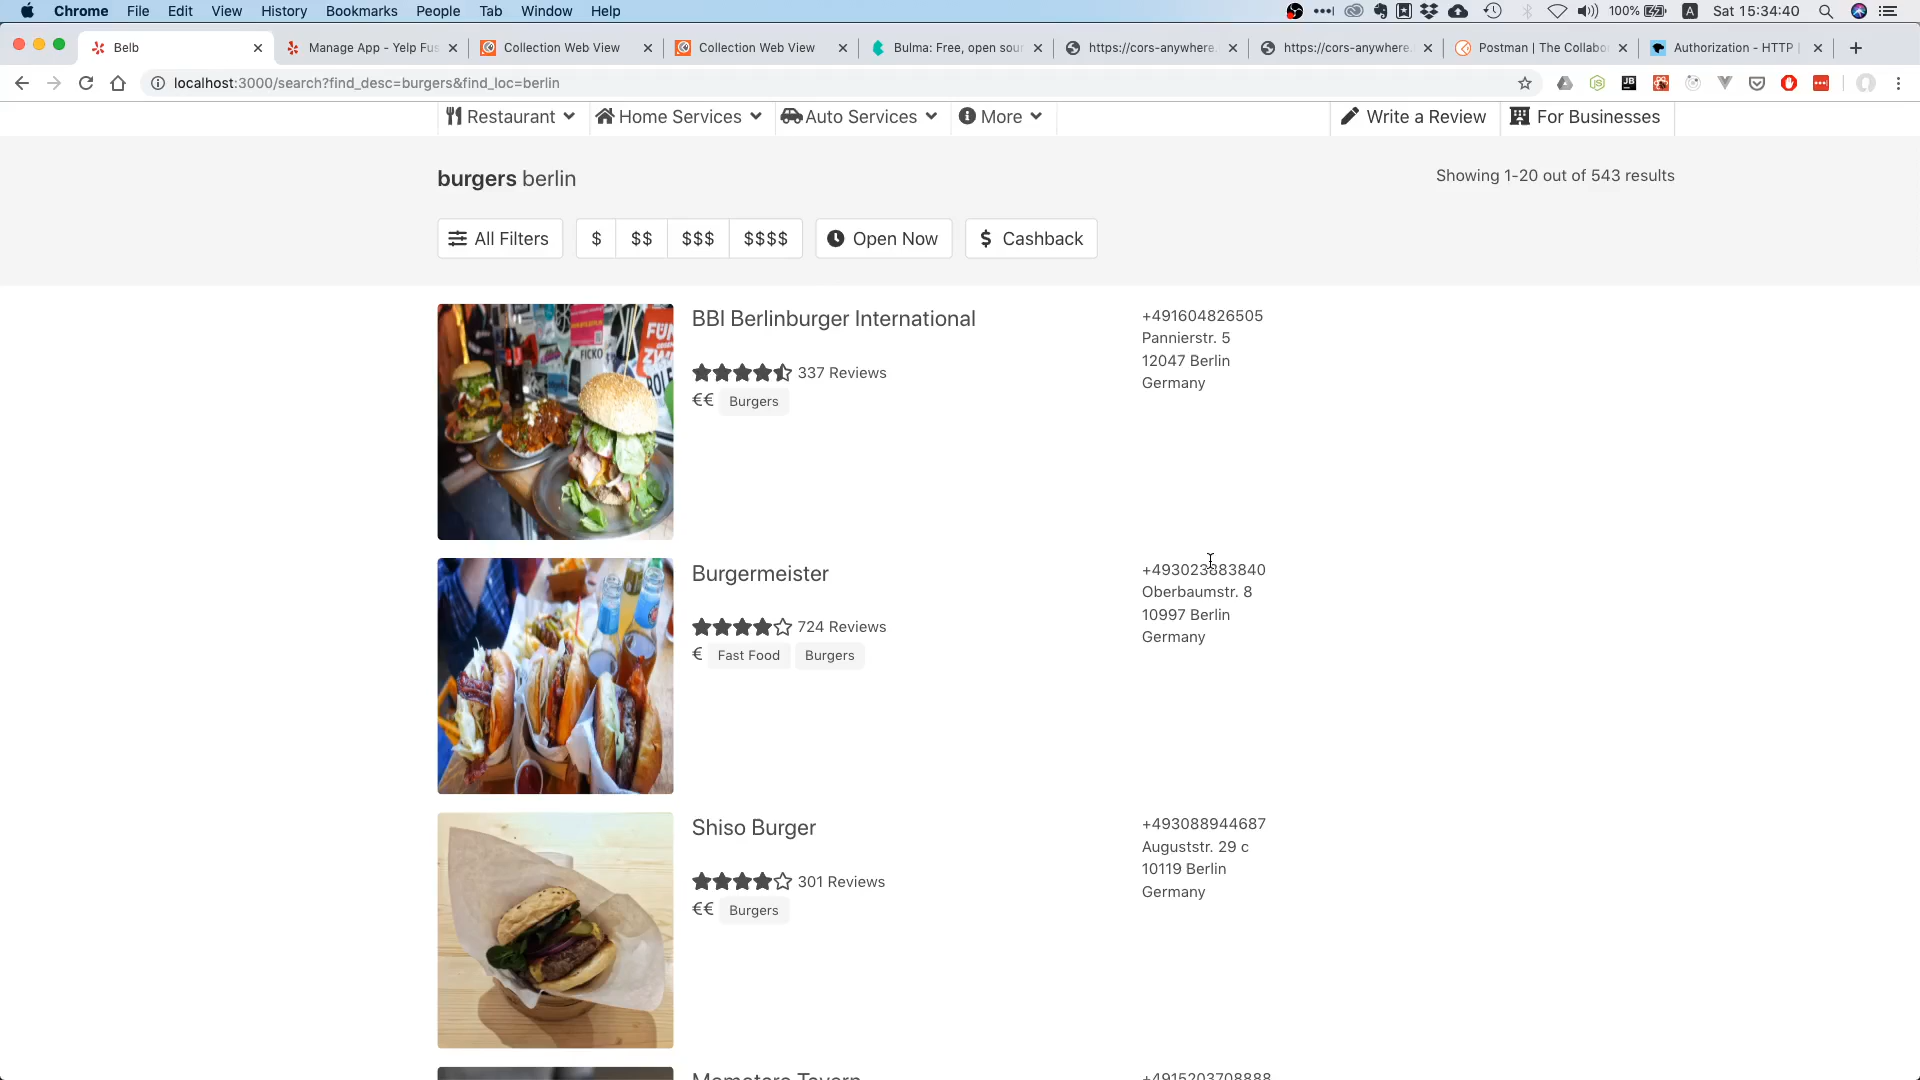 Chrome File Edit View History Bookmarks People Tab Window Help 100% A Sat 15:34:40
Belb Manage App - Yelp Fus Collection Web View Collection Web View Bulma: Free, open sour https://cors-anywhere. https://cors-anywhere. Postman | The Collabo Authorization - HTTP |
localhost:3000/search?find_desc=burgers&find_loc=berlin
Restaurant Home Services Auto Services More Write a Review For Businesses
burgers berlin
Showing 1-20 out of 543 results
All Filters $ $$ $$$ $$$$ Open Now $ Cashback
BBI Berlinburger International
337 Reviews
€€ Burgers
+491604826505
Pannierstr. 5
12047 Berlin
Germany
Burgermeister
724 Reviews
€ Fast Food Burgers
+493023883840
Oberbaumstr. 8
10997 Berlin
Germany
Shiso Burger
301 Reviews
€€ Burgers
+493088944687
Auguststr. 29 c
10119 Berlin
Germany